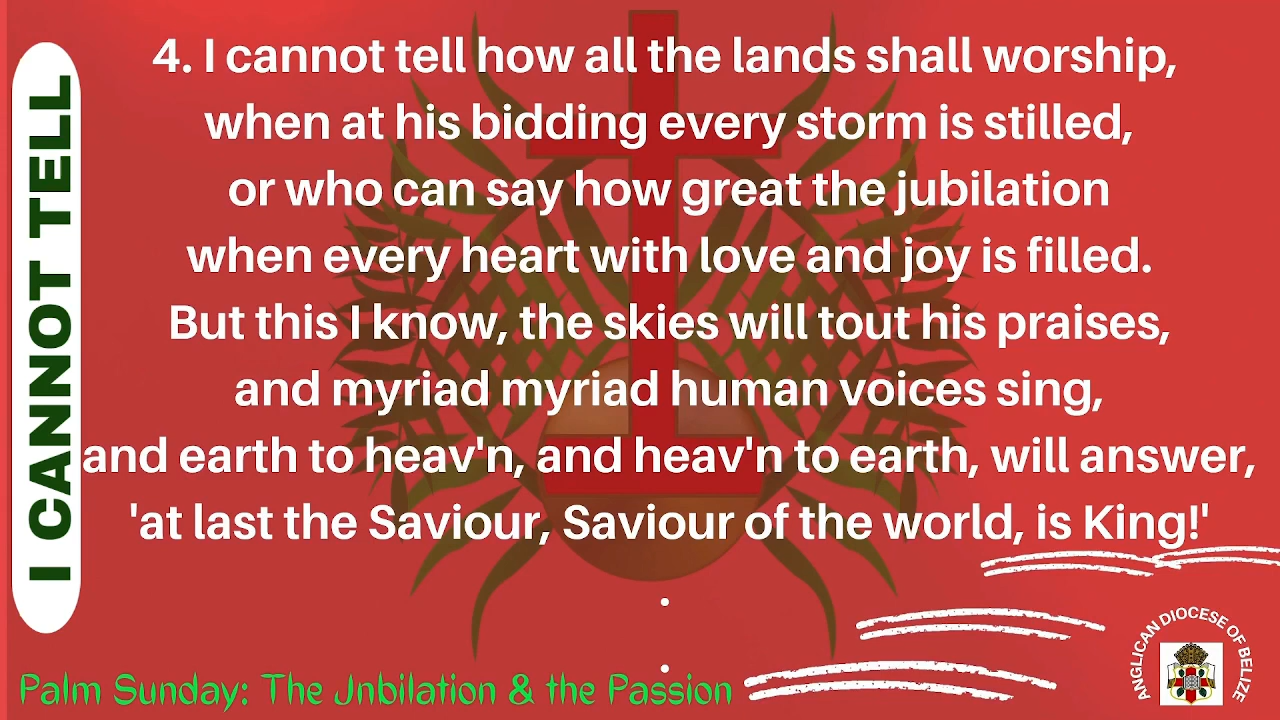 I CANNOT TELL
4. I cannot tell how all the lands shall worship,
when at his bidding every storm is stilled,
or who can say how great the jubilation
when every heart with love and joy is filled.
But this I know, the skies will tout his praises,
and myriad myriad human voices sing,
and earth to heav'n, and heav'n to earth, will answer,
'at last the Saviour, Saviour of the world, is King!'
.
.
Palm Sunday: The Jnbilation & the Passion
ANGLICAN DIOCESE OF BELIZE